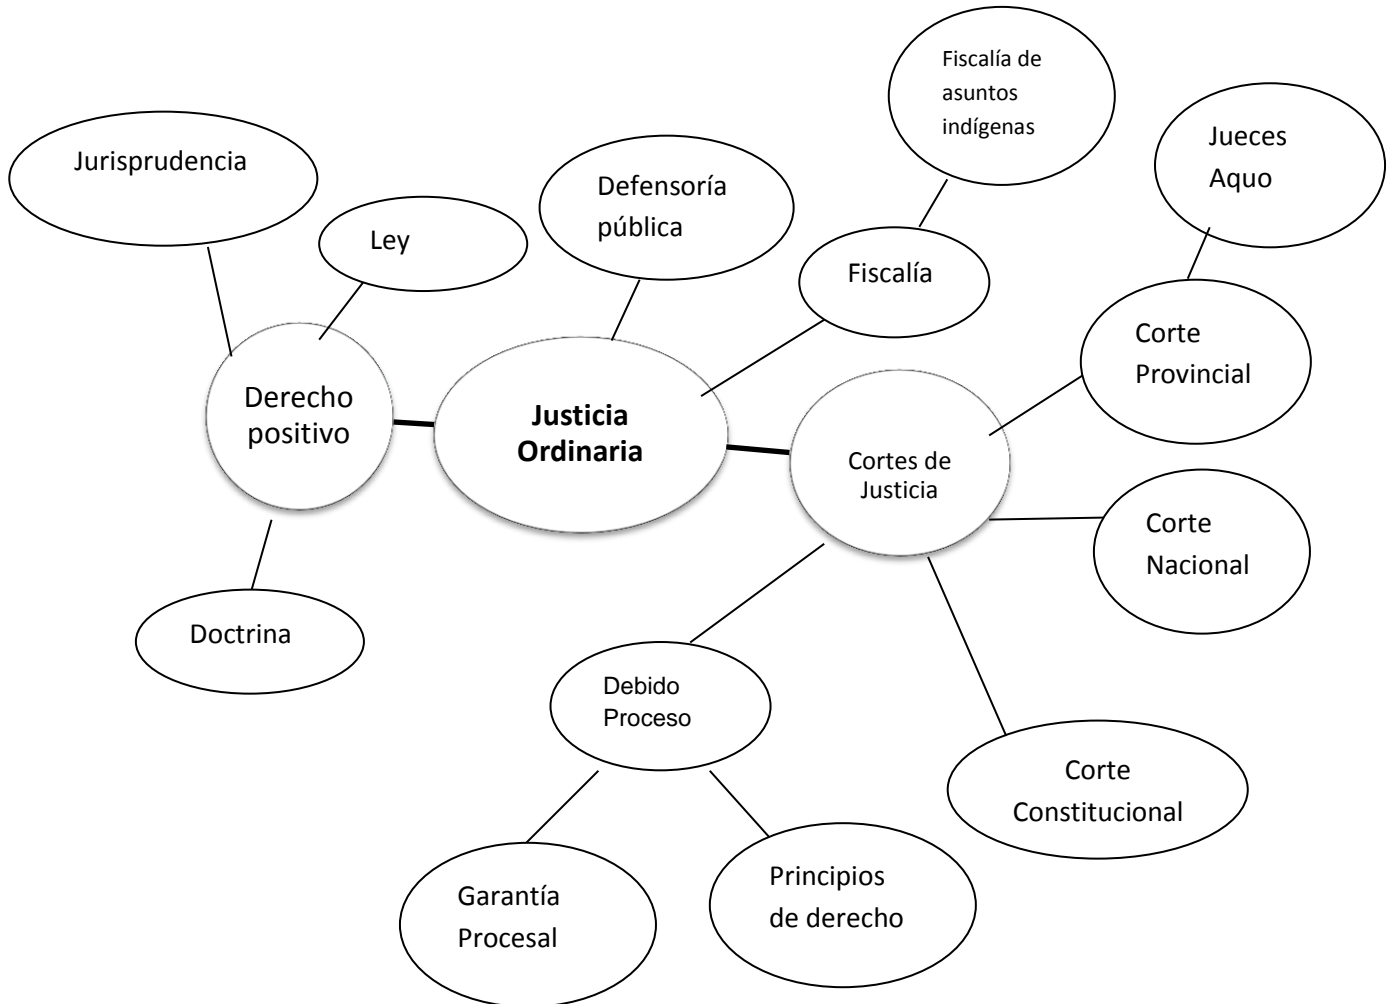 Fiscalía de
asuntos
indígenas
Jurisprudencia
Jueces
Aquo
Defensoría
pública
Ley
Fiscalía
Corte
Provincial
Derecho
positivo
Justicia
Ordinaria
Cortes de
Justicia
Corte
Nacional
Doctrina
Debido
Proceso
Corte
Constitucional
Garantía
Procesal
Principios
de derecho